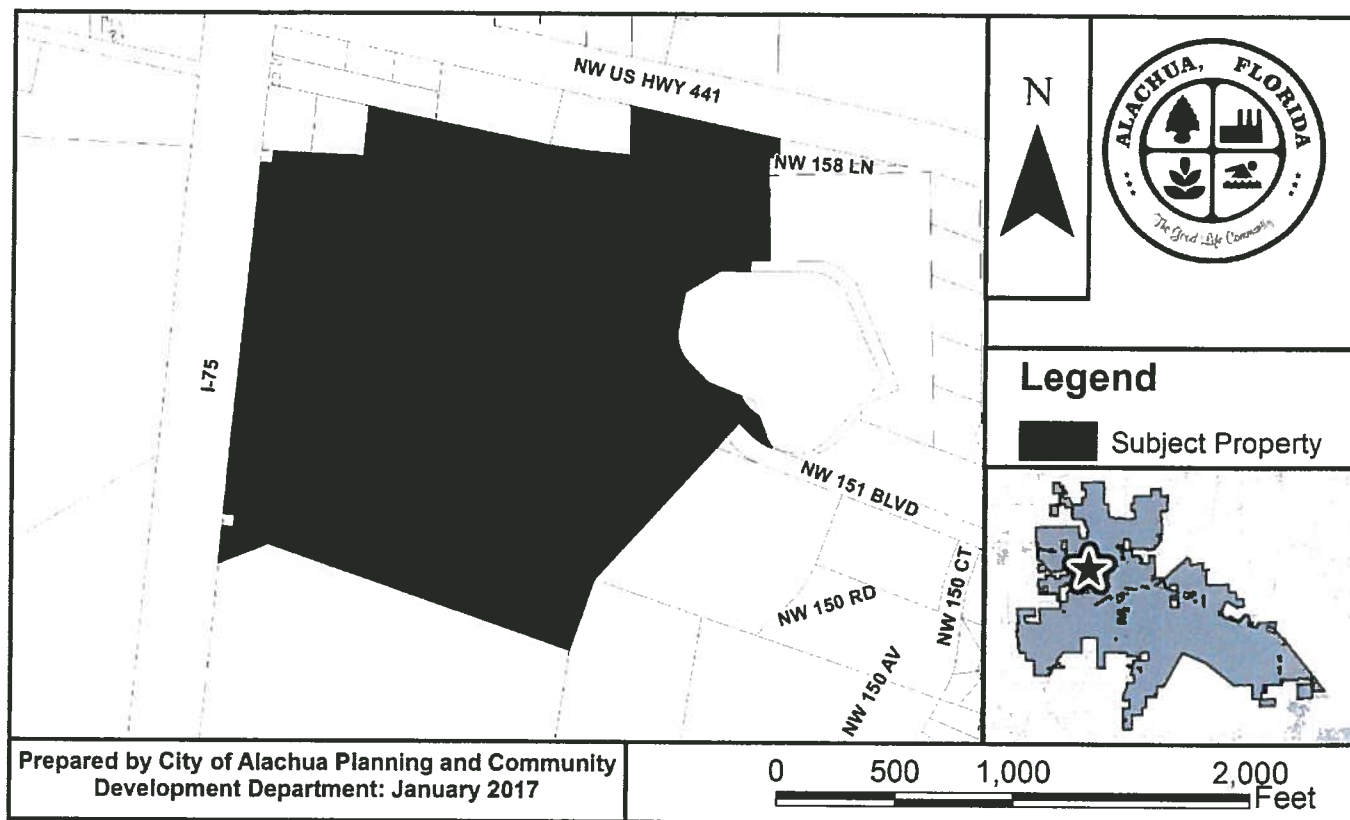 NW US HWY 441
NW 158 LN
I-75
NW 151 BLVD
NW 150 RD
NW 150 CT
NW 150 AV
N
ALACHUA, FLORIDA
The Good Life Community
Legend
Subject Property
Prepared by City of Alachua Planning and Community
Development Department: January 2017
0 500 1,000 2,000
Feet